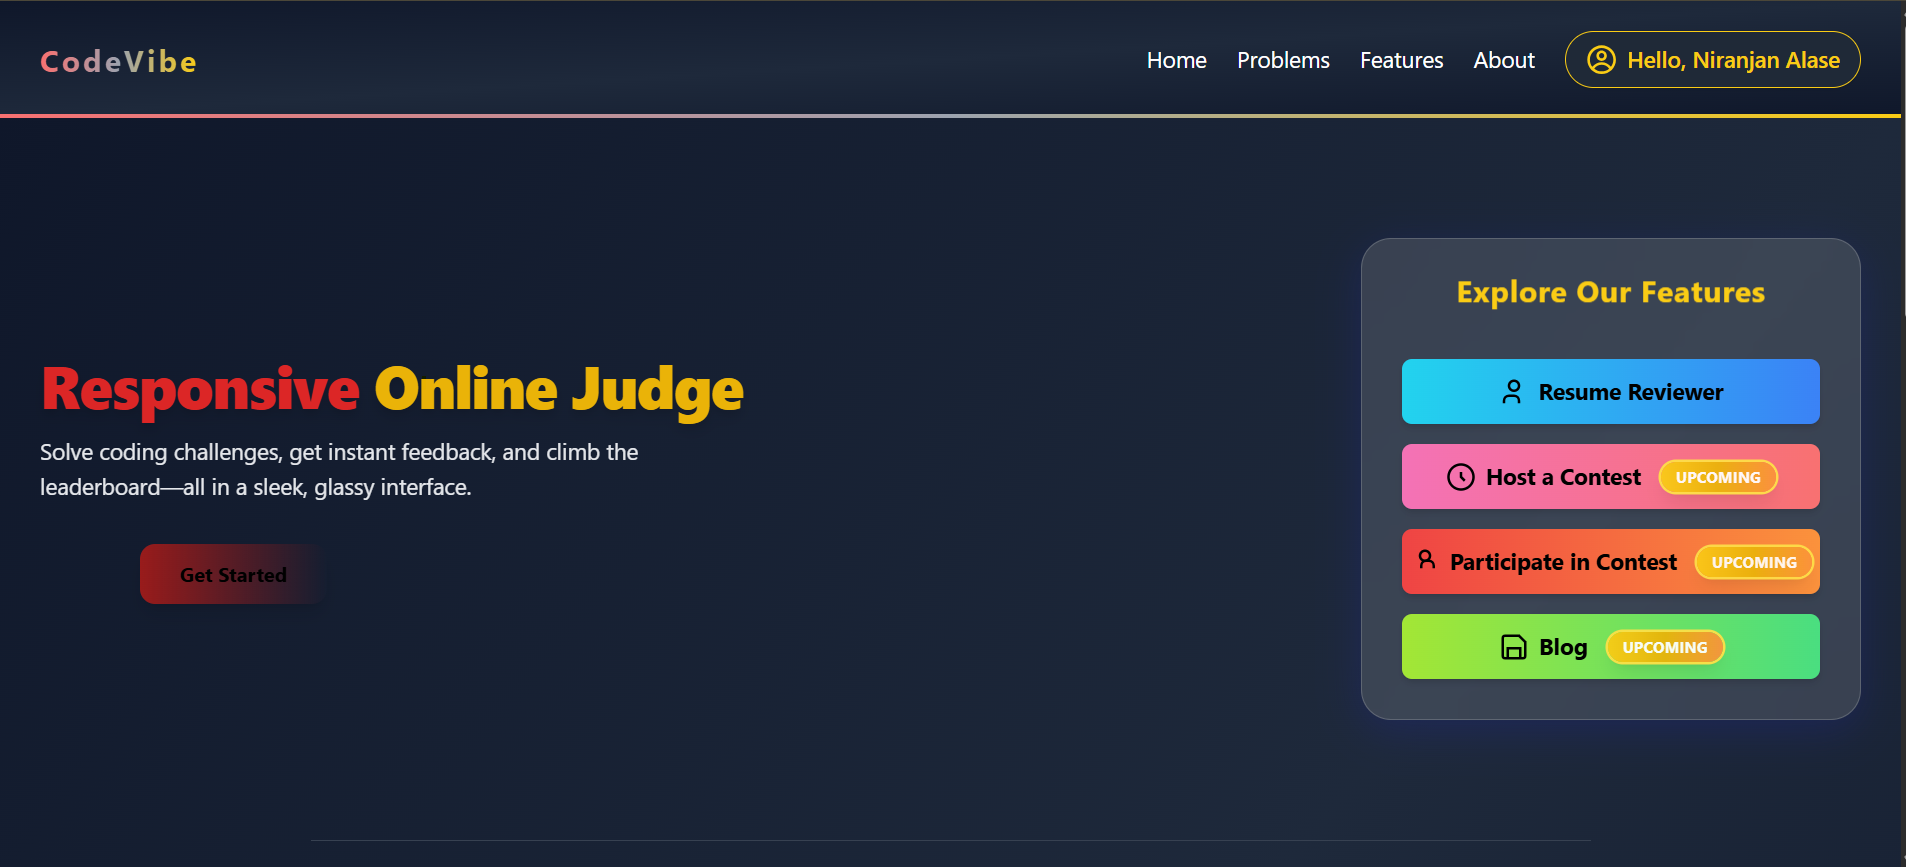 CodeVibe
Home Problems Features About Hello, Niranjan Alase
Responsive Online Judge
Solve coding challenges, get instant feedback, and climb the
leaderboard—all in a sleek, glassy interface.
Get Started
Explore Our Features
Resume Reviewer
Host a Contest UPCOMING
Participate in Contest UPCOMING
Blog UPCOMING